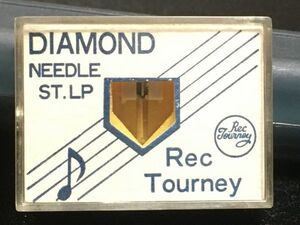 DIAMOND
NEEDLE
ST. LP
Rec
Tourney
Rec
Tourney